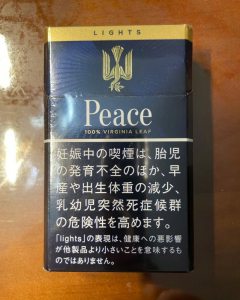 LIGHTS
Peace
100% VIRGINIA LEAF
妊娠中の喫煙は、胎児
の発育不全のほか、早
産や出生体重の減少、
乳幼児突然死症候群
の危険性を高めます。
「lights」の表現は、健康への悪影響
が他製品より小さいことを意味するも
のではありません。